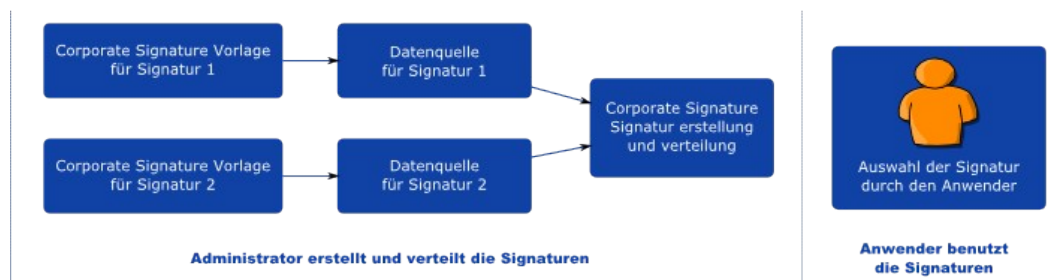 Corporate Signature Vorlage
für Signatur 1
Datenquelle
für Signatur 1
Corporate Signature
Signatur erstellung
und verteilung
Corporate Signature Vorlage
für Signatur 2
Datenquelle
für Signatur 2
Administrator erstellt und verteilt die Signaturen
Auswahl der Signatur
durch den Anwender
Anwender benutzt
die Signaturen